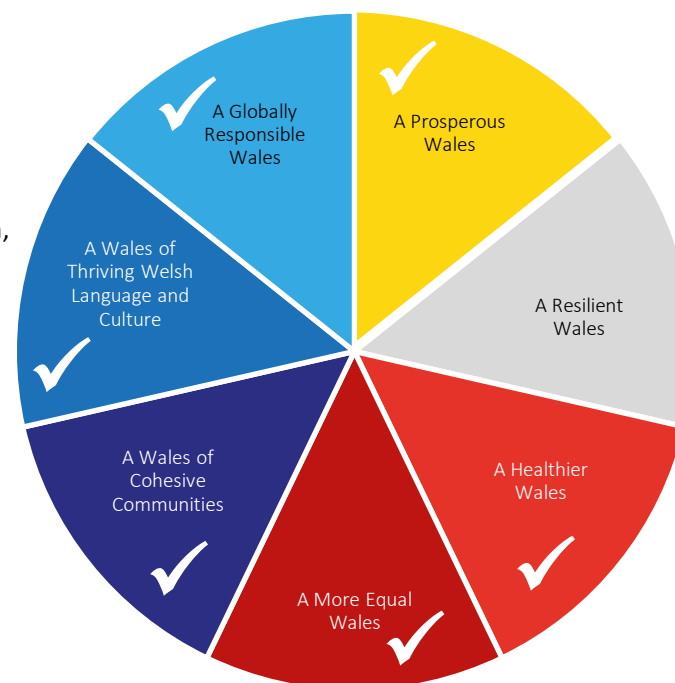 A Globally
Responsible
Wales
A Prosperous
Wales
A Resilient
Wales
A Healthier
Wales
A More Equal
Wales
A Wales of
Cohesive
Communities
A Wales of
Thriving Welsh
Language and
Culture